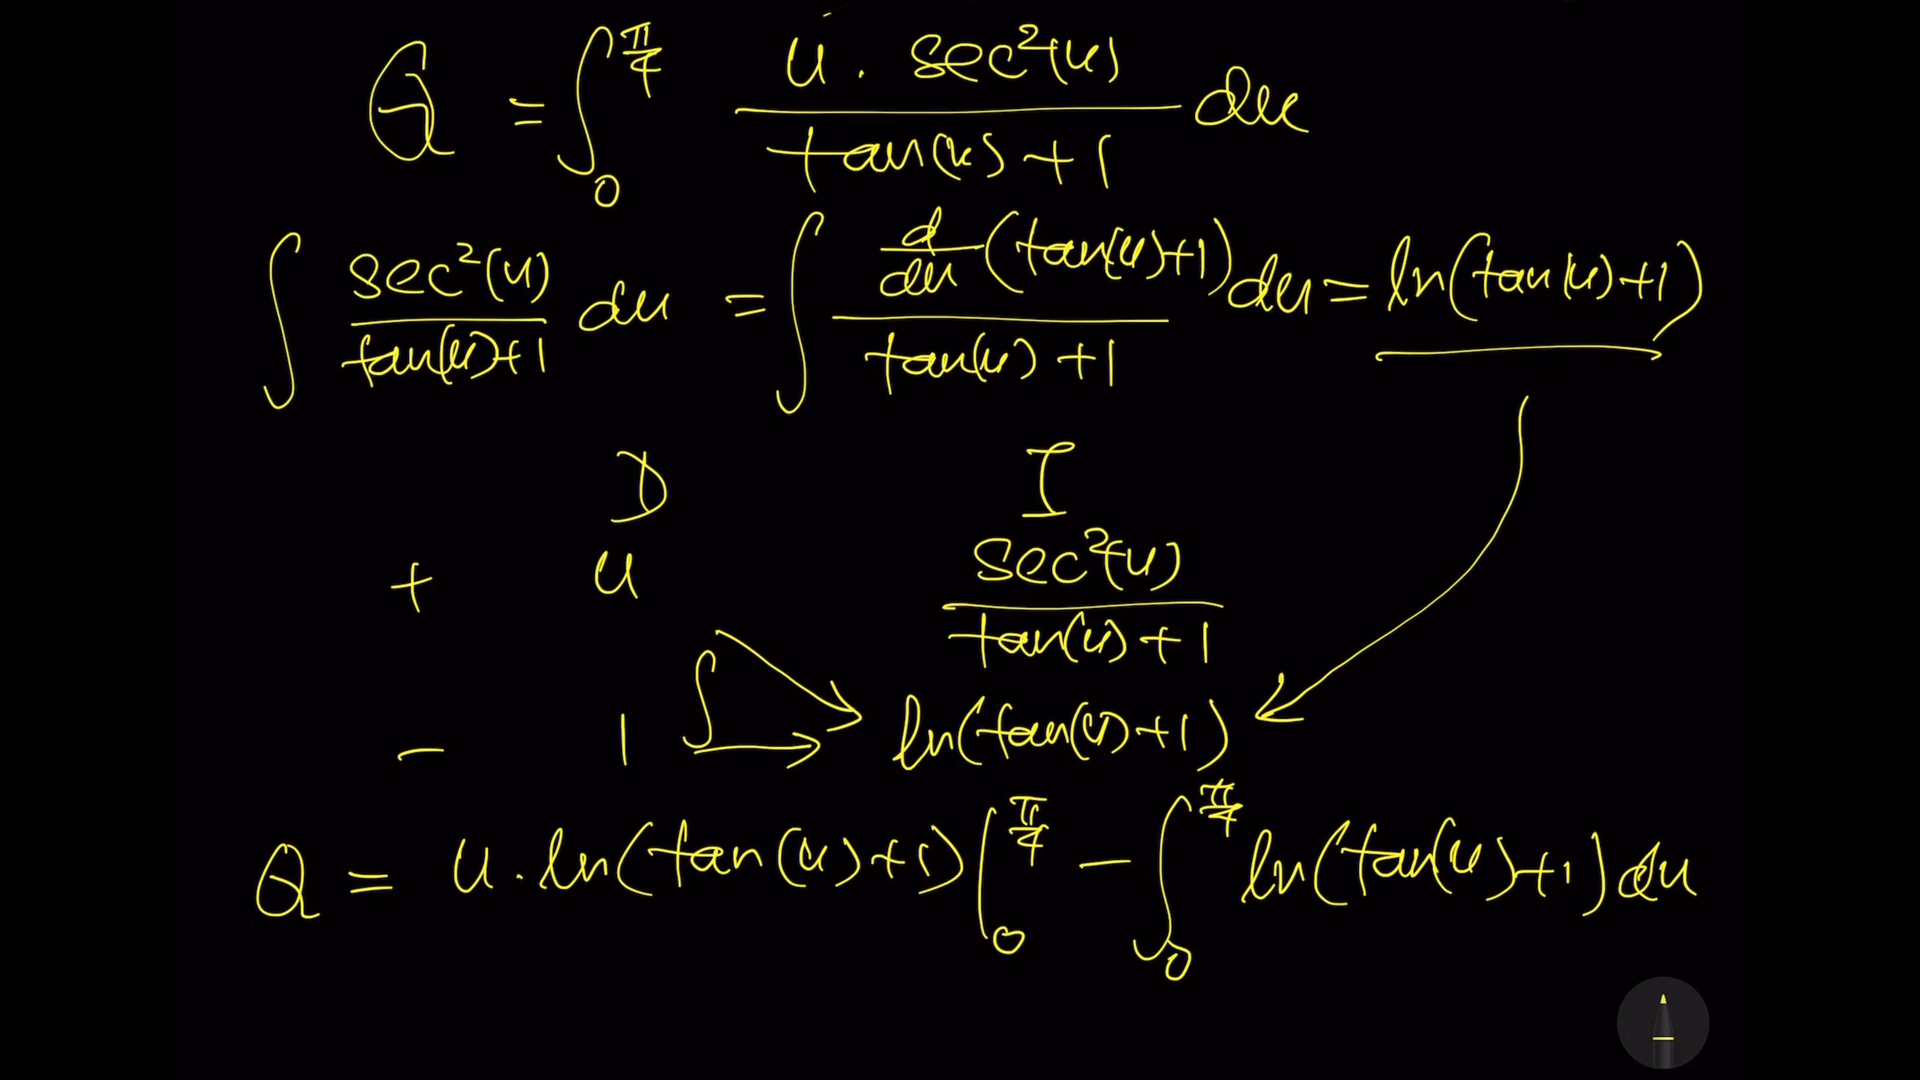 Q = ∫₀^{π/4} (u · sec²(u)) / (tan(u) + 1) du
∫ sec²(u) / (tan(u)+1) du = ∫ (d/du (tan(u)+1)) / (tan(u) + 1) du = ln(tan(u)+1)
D I
+ u sec²(u) / (tan(u) + 1)
- 1 ∫ ln(tan(u)+1)
Q = u · ln(tan(u)+1) |₀^{π/4} - ∫₀^{π/4} ln(tan(u)+1) du